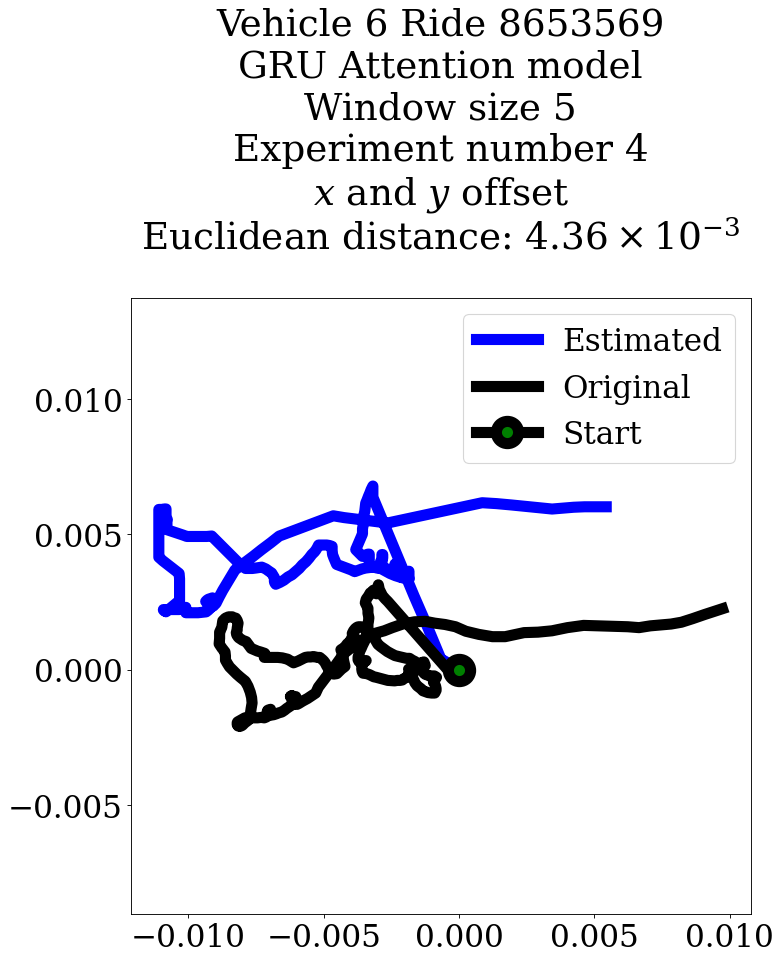 Vehicle 6 Ride 8653569
GRU Attention model
Window size 5
Experiment number 4
x and y offset
Euclidean distance: 4.36 × 10⁻³
Estimated
Original
Start
0.010
0.005
0.000
−0.005
−0.010 −0.005 0.000 0.005 0.010